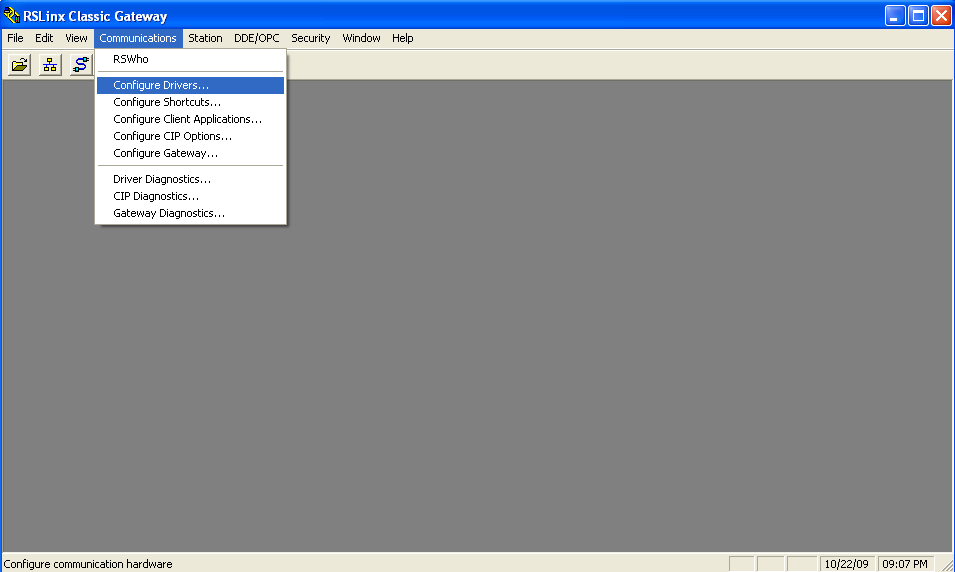 RSLinx Classic Gateway
File Edit View Communications Station DDE/OPC Security Window Help
RSWho
Configure Drivers...
Configure Shortcuts...
Configure Client Applications...
Configure CIP Options...
Configure Gateway...
Driver Diagnostics...
CIP Diagnostics...
Gateway Diagnostics...
Configure communication hardware 10/22/09 09:07 PM